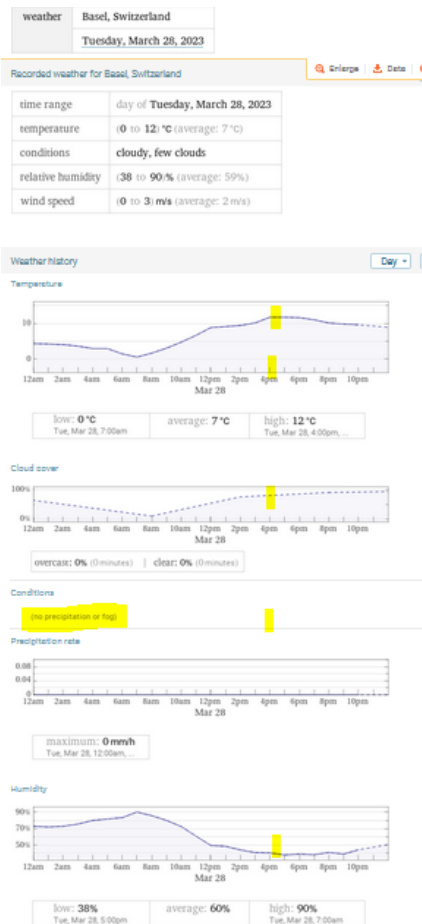 weather Basel, Switzerland
Tuesday, March 28, 2023
Enlarge Data
Recorded weather for Basel, Switzerland
time range day of Tuesday, March 28, 2023
temperature (0 to 12) °C (average: 7 °C)
conditions cloudy, few clouds
relative humidity (38 to 90)% (average: 59%)
wind speed (0 to 3) m/s (average: 2 m/s)
Weather history Day
Temperature
10
0
12am 2am 4am 6am 8am 10am 12pm 2pm 4pm 6pm 8pm 10pm
Mar 28
low: 0 °C average: 7 °C high: 12 °C
Tue, Mar 28, 7:00am Tue, Mar 28, 4:00pm, ...
Cloud cover
100%
0%
12am 2am 4am 6am 8am 10am 12pm 2pm 4pm 6pm 8pm 10pm
Mar 28
overcast: 0% (0 minutes) | clear: 0% (0 minutes)
Conditions
(no precipitation or fog)
Precipitation rate
0.08
0.04
12am 2am 4am 6am 8am 10am 12pm 2pm 4pm 6pm 8pm 10pm
Mar 28
maximum: 0 mm/h
Tue, Mar 28, 12:00am, ...
Humidity
90%
70%
50%
12am 2am 4am 6am 8am 10am 12pm 2pm 4pm 6pm 8pm 10pm
Mar 28
low: 38% average: 60% high: 90%
Tue, Mar 28, 5:00pm Tue, Mar 28, 7:00am